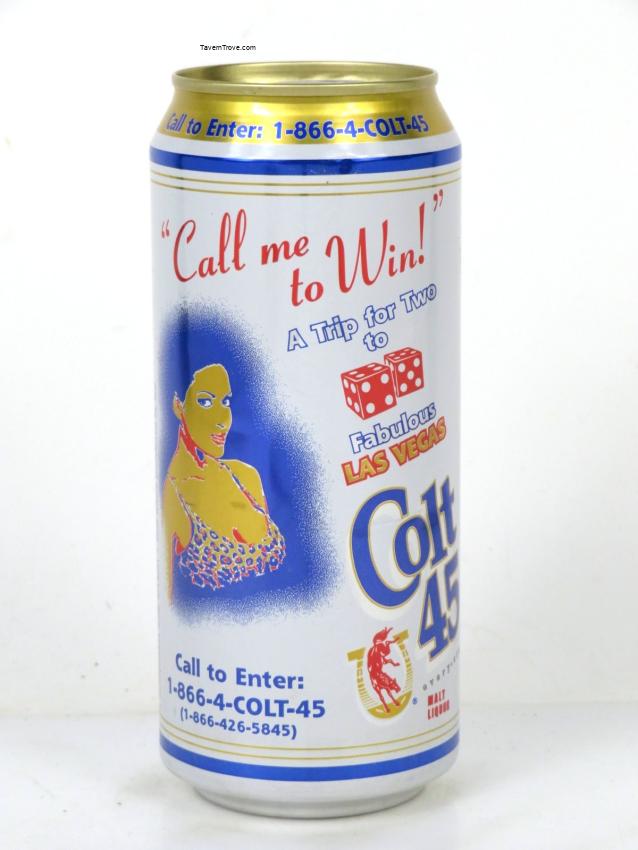 TavernTrove.com
Call to Enter: 1-866-4-COLT-45
"Call me
to Win!"
A Trip for Two
to
Fabulous
LAS VEGAS
Colt
45
MALT
LIQUOR
Call to Enter:
1-866-4-COLT-45
(1-866-426-5845)